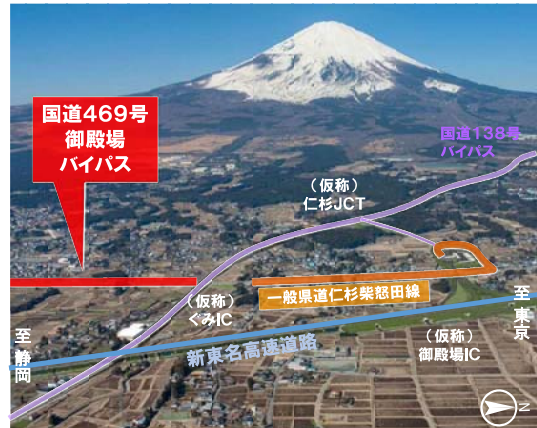 国道469号
御殿場
バイパス
国道138号
バイパス
（仮称）
仁杉JCT
一般県道仁杉柴怒田線
（仮称）
ぐみIC
至東京
至静岡
新東名高速道路
（仮称）
御殿場IC
N